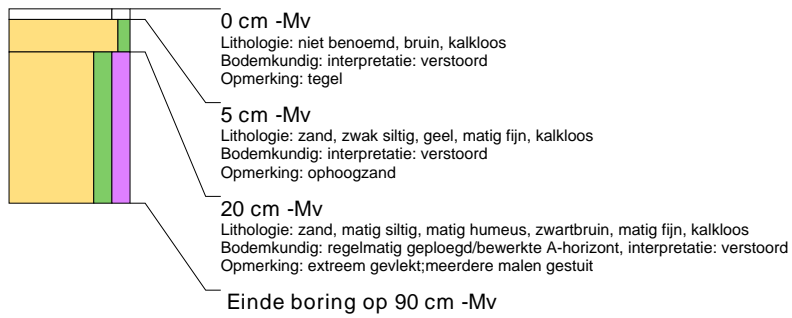 0 cm -Mv
Lithologie: niet benoemd, bruin, kalkloos
Bodemkundig: interpretatie: verstoord
Opmerking: tegel
5 cm -Mv
Lithologie: zand, zwak siltig, geel, matig fijn, kalkloos
Bodemkundig: interpretatie: verstoord
Opmerking: ophoogzand
20 cm -Mv
Lithologie: zand, matig siltig, matig humeus, zwartbruin, matig fijn, kalkloos
Bodemkundig: regelmatig geploegd/bewerkte A-horizont, interpretatie: verstoord
Opmerking: extreem gevlekt;meerdere malen gestuit
Einde boring op 90 cm -Mv